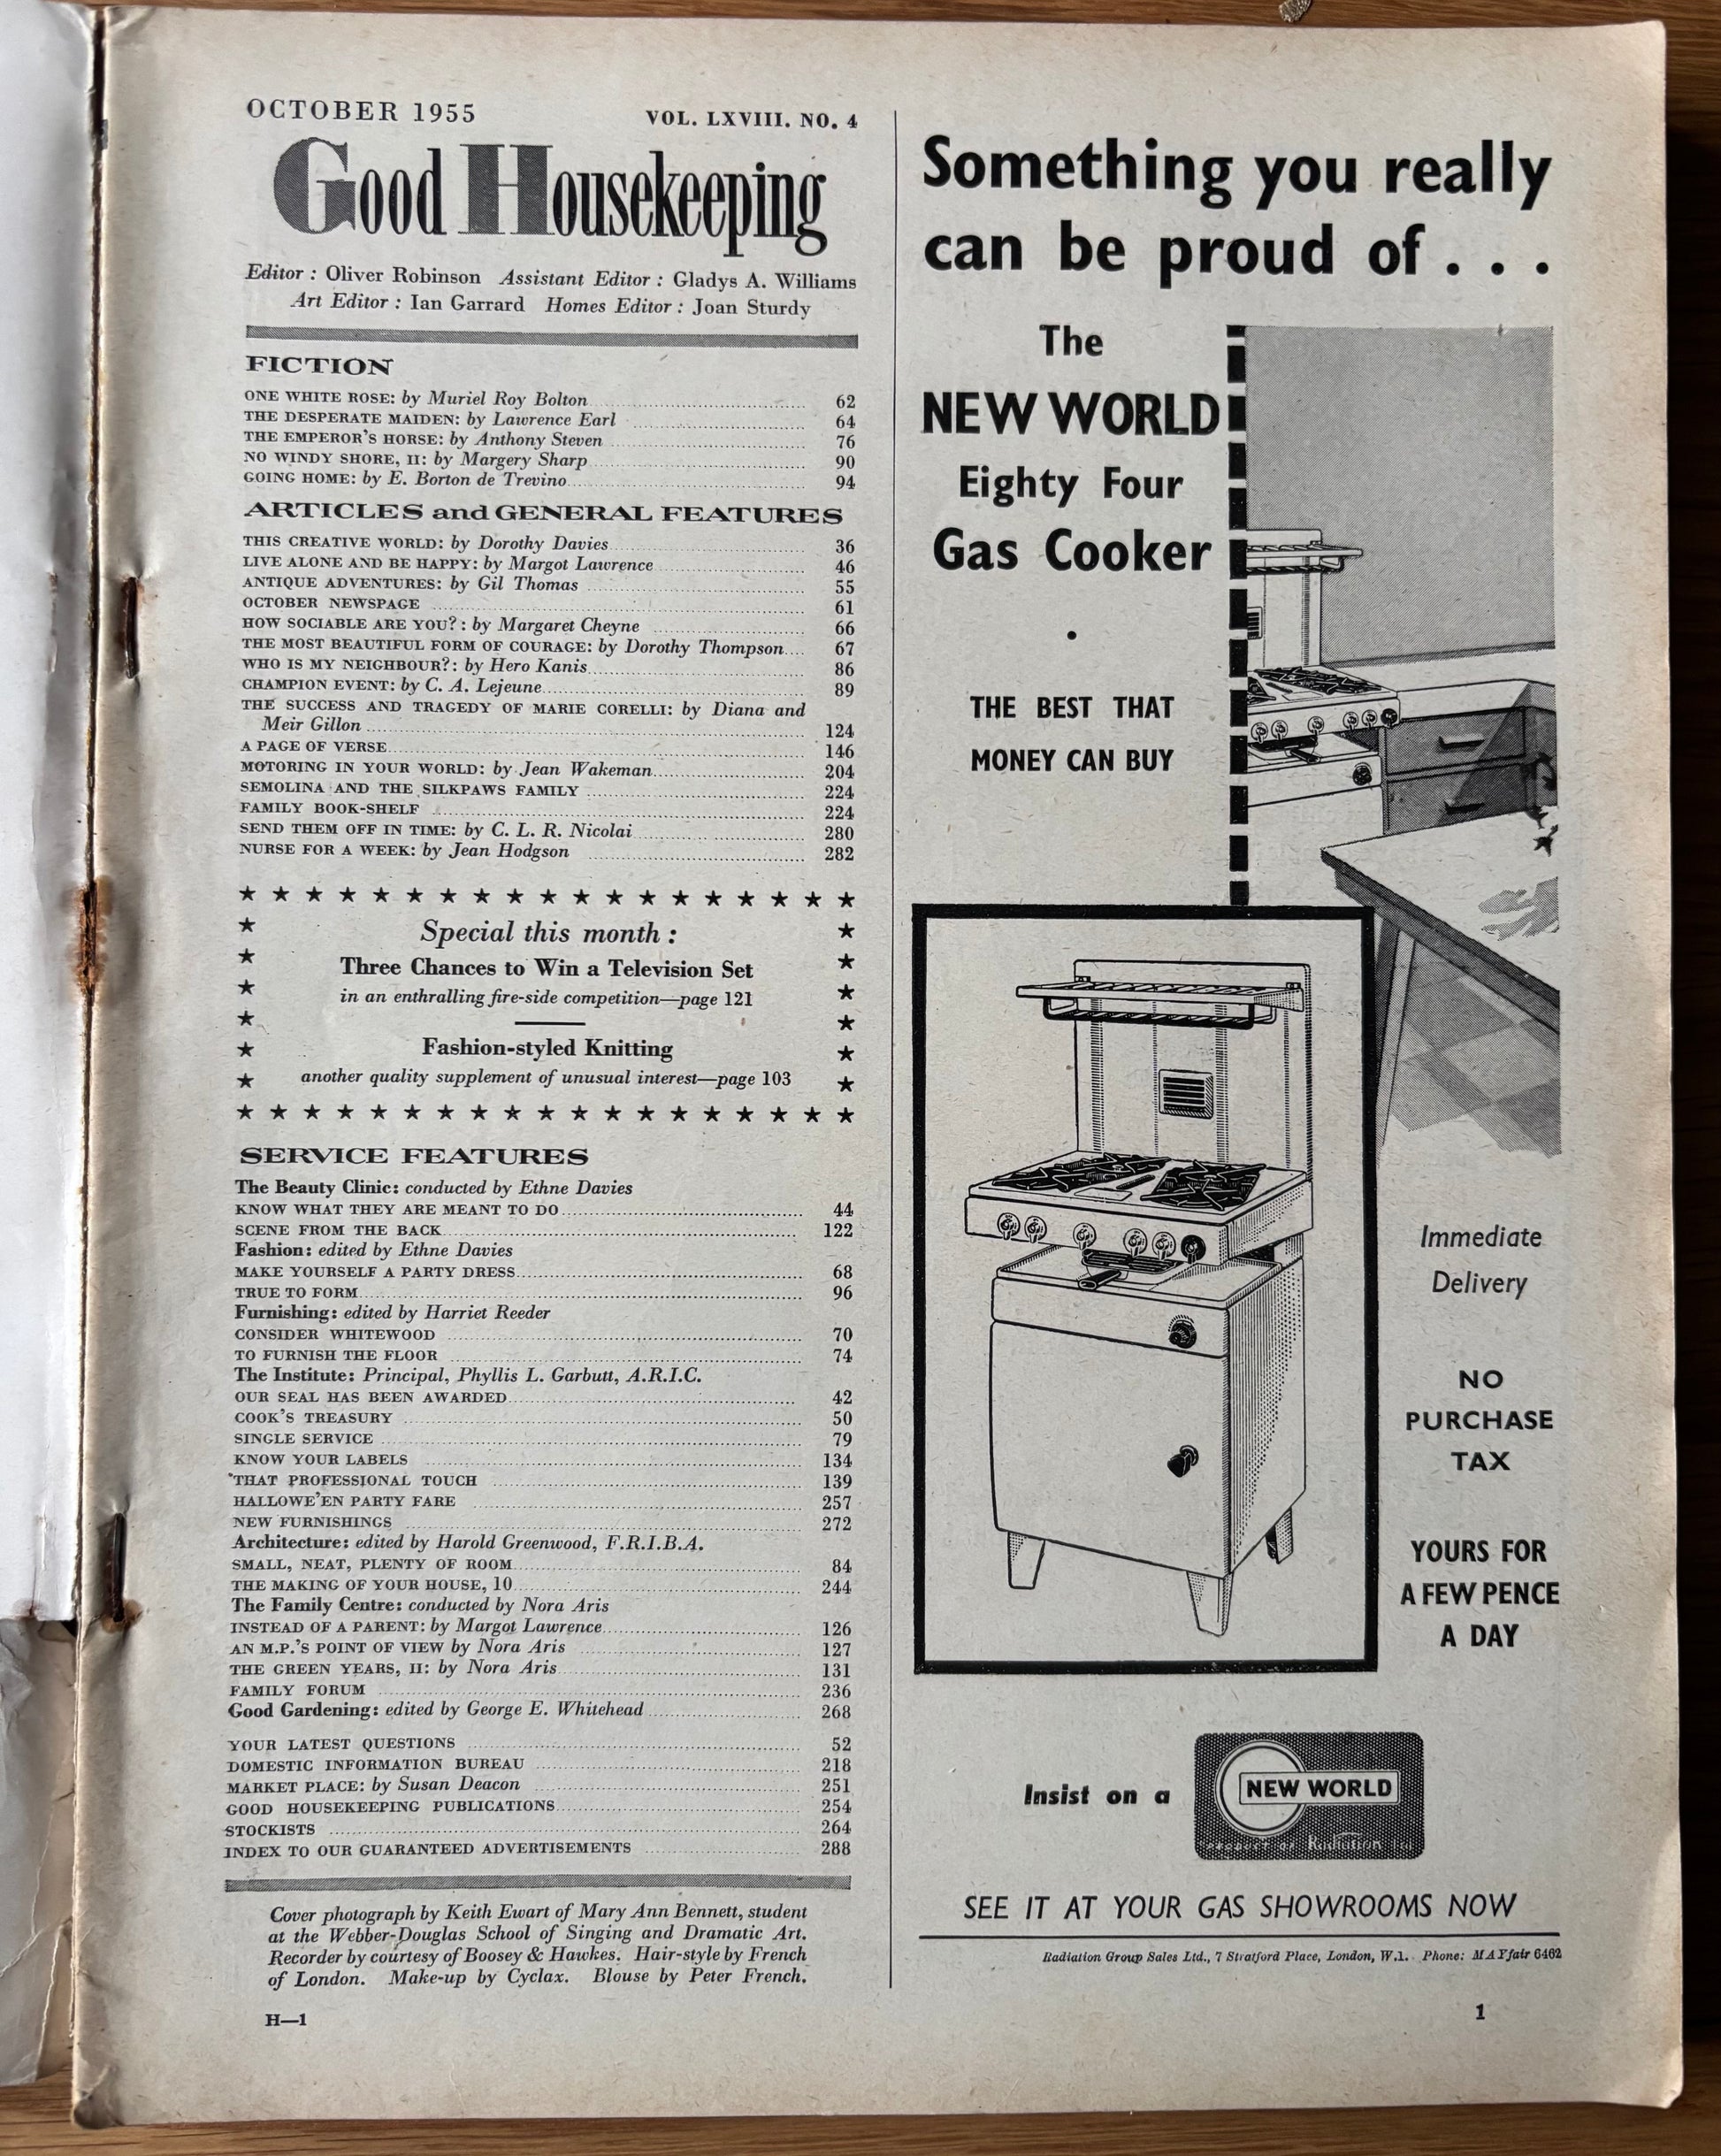 OCTOBER 1955
VOL. LXVIII. NO. 4
Good Housekeeping
Editor : Oliver Robinson Assistant Editor : Gladys A. Williams
Art Editor : Ian Garrard Homes Editor : Joan Sturdy
FICTION
ONE WHITE ROSE: by Muriel Roy Bolton 62
THE DESPERATE MAIDEN: by Lawrence Earl 64
THE EMPEROR'S HORSE: by Anthony Steven 76
NO WINDY SHORE, II: by Margery Sharp 90
GOING HOME: by E. Borton de Trevino 94
ARTICLES and GENERAL FEATURES
THIS CREATIVE WORLD: by Dorothy Davies 36
LIVE ALONE AND BE HAPPY: by Margot Lawrence 46
ANTIQUE ADVENTURES: by Gil Thomas 55
OCTOBER NEWSPAGE 61
HOW SOCIABLE ARE YOU? : by Margaret Cheyne 66
THE MOST BEAUTIFUL FORM OF COURAGE: by Dorothy Thompson 67
WHO IS MY NEIGHBOUR?: by Hero Kanis 86
CHAMPION EVENT: by C. A. Lejeune 89
THE SUCCESS AND TRAGEDY OF MARIE CORELLI: by Diana and
Meir Gillon 124
A PAGE OF VERSE 146
MOTORING IN YOUR WORLD: by Jean Wakeman 204
SEMOLINA AND THE SILKPAWS FAMILY 224
FAMILY BOOK-SHELF 224
SEND THEM OFF IN TIME: by C. L. R. Nicolai 280
NURSE FOR A WEEK: by Jean Hodgson 282
Special this month :
Three Chances to Win a Television Set
in an enthralling fire-side competition—page 121
Fashion-styled Knitting
another quality supplement of unusual interest—page 103
SERVICE FEATURES
The Beauty Clinic: conducted by Ethne Davies
KNOW WHAT THEY ARE MEANT TO DO 44
SCENE FROM THE BACK 122
Fashion: edited by Ethne Davies
MAKE YOURSELF A PARTY DRESS 68
TRUE TO FORM 96
Furnishing: edited by Harriet Reeder
CONSIDER WHITEWOOD 70
TO FURNISH THE FLOOR 74
The Institute: Principal, Phyllis L. Garbutt, A.R.I.C.
OUR SEAL HAS BEEN AWARDED 42
COOK'S TREASURY 50
SINGLE SERVICE 79
KNOW YOUR LABELS 134
THAT PROFESSIONAL TOUCH 139
HALLOWE'EN PARTY FARE 257
NEW FURNISHINGS 272
Architecture: edited by Harold Greenwood, F.R.I.B.A.
SMALL, NEAT, PLENTY OF ROOM 84
THE MAKING OF YOUR HOUSE, 10 244
The Family Centre: conducted by Nora Aris
INSTEAD OF A PARENT: by Margot Lawrence 126
AN M.P.'S POINT OF VIEW by Nora Aris 127
THE GREEN YEARS, II: by Nora Aris 131
FAMILY FORUM 236
Good Gardening: edited by George E. Whitehead 268
YOUR LATEST QUESTIONS 52
DOMESTIC INFORMATION BUREAU 218
MARKET PLACE: by Susan Deacon 251
GOOD HOUSEKEEPING PUBLICATIONS 254
STOCKISTS 264
INDEX TO OUR GUARANTEED ADVERTISEMENTS 288
Cover photograph by Keith Ewart of Mary Ann Bennett, student
at the Webber-Douglas School of Singing and Dramatic Art.
Recorder by courtesy of Boosey & Hawkes. Hair-style by French
of London. Make-up by Cyclax. Blouse by Peter French.
H—1
Something you really
can be proud of . . .
The
NEW WORLD
Eighty Four
Gas Cooker
THE BEST THAT
MONEY CAN BUY
Immediate
Delivery
NO
PURCHASE
TAX
YOURS FOR
A FEW PENCE
A DAY
Insist on a
NEW WORLD
Radiation
SEE IT AT YOUR GAS SHOWROOMS NOW
Radiation Group Sales Ltd., 7 Stratford Place, London, W.1. Phone: MAYfair 6462
1